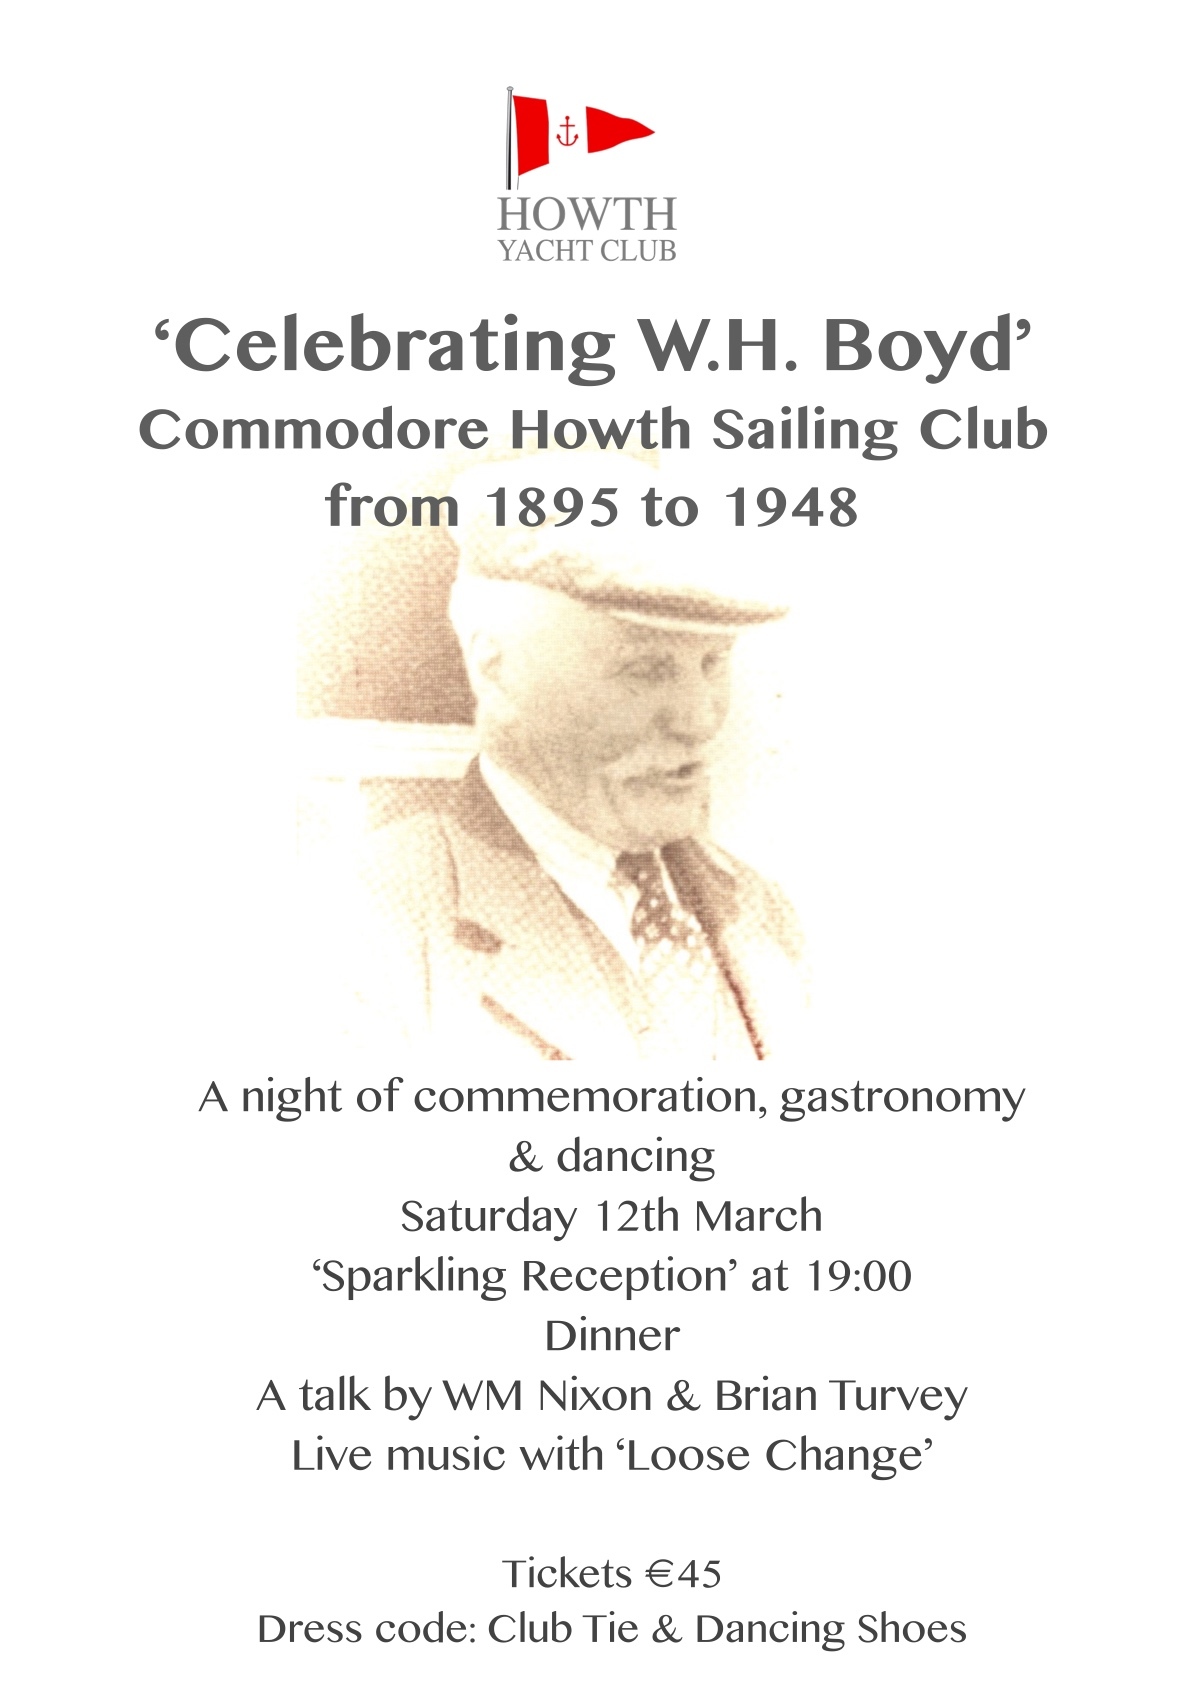 HOWTH
YACHT CLUB
‘Celebrating W.H. Boyd’
Commodore Howth Sailing Club
from 1895 to 1948
A night of commemoration, gastronomy
& dancing
Saturday 12th March
‘Sparkling Reception’ at 19:00
Dinner
A talk by WM Nixon & Brian Turvey
Live music with ‘Loose Change’
Tickets €45
Dress code: Club Tie & Dancing Shoes